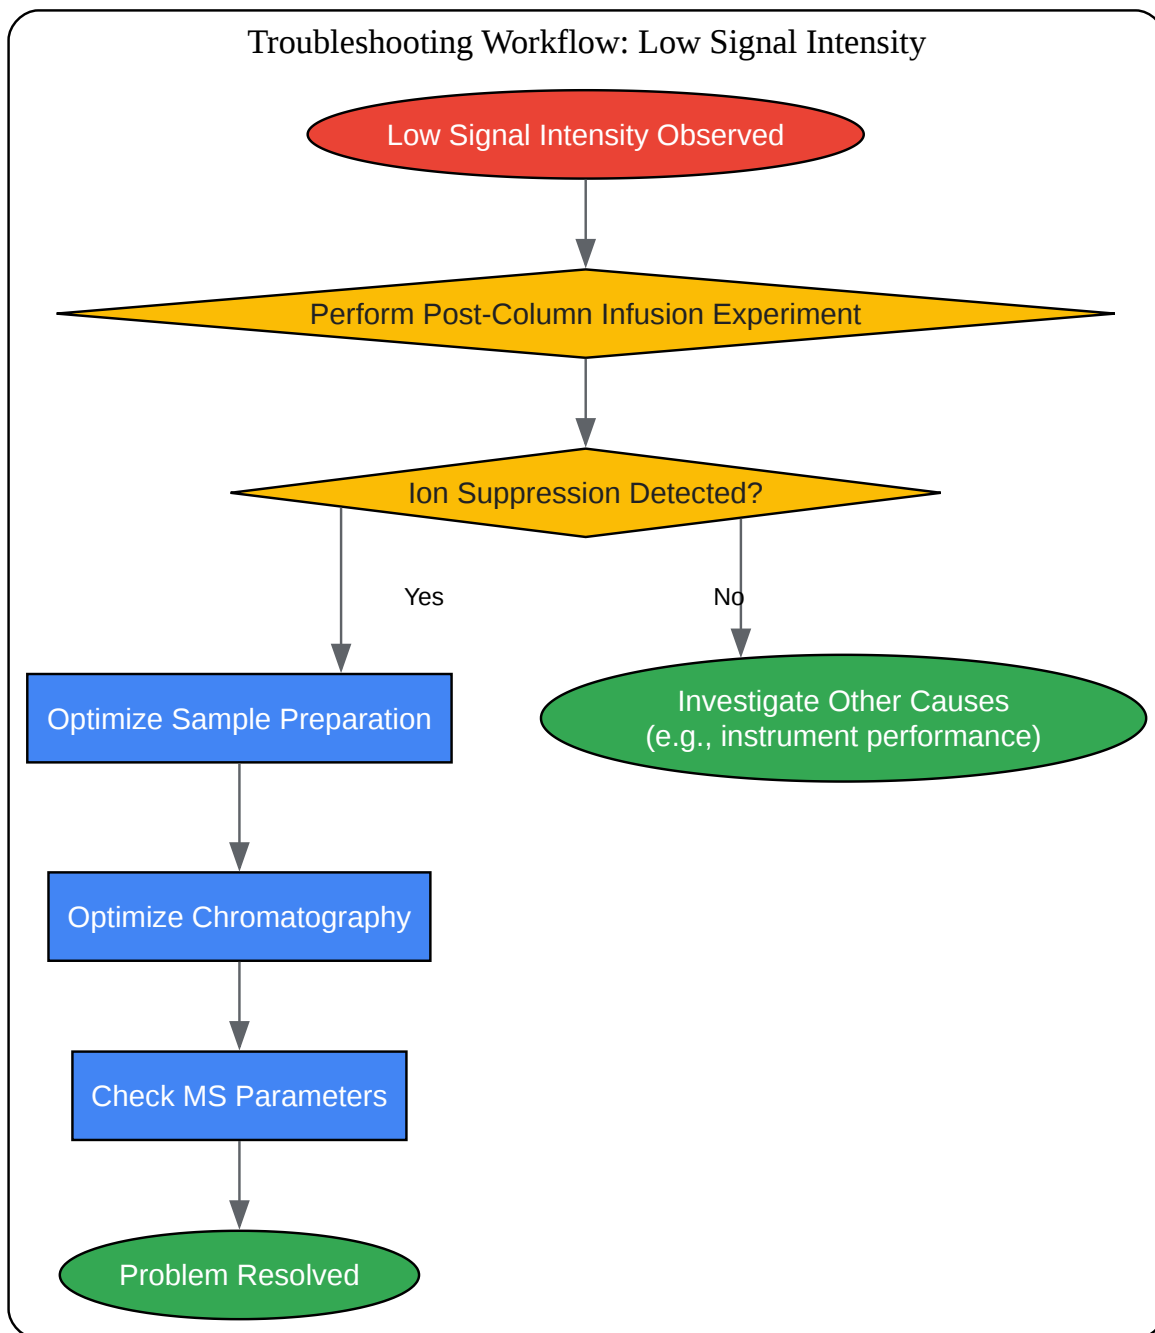 Troubleshooting Workflow: Low Signal Intensity
Low Signal Intensity Observed
Perform Post-Column Infusion Experiment
Ion Suppression Detected?
Yes
No
Optimize Sample Preparation
Investigate Other Causes
(e.g., instrument performance)
Optimize Chromatography
Check MS Parameters
Problem Resolved